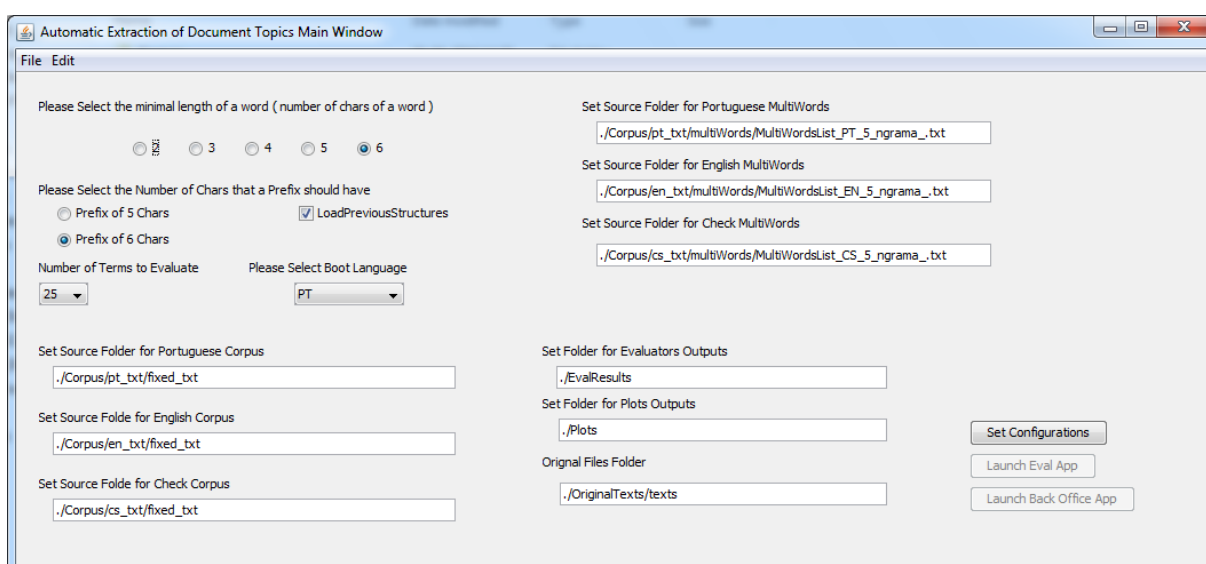 Automatic Extraction of Document Topics Main Window
File Edit
Please Select the minimal length of a word ( number of chars of a word )
2 3 4 5 6
Please Select the Number of Chars that a Prefix should have
Prefix of 5 Chars LoadPreviousStructures
Prefix of 6 Chars
Number of Terms to Evaluate Please Select Boot Language
25 PT
Set Source Folder for Portuguese MultiWords
./Corpus/pt_txt/multiWords/MultiWordsList_PT_5_ngrama_.txt
Set Source Folder for English MultiWords
./Corpus/en_txt/multiWords/MultiWordsList_EN_5_ngrama_.txt
Set Source Folder for Check MultiWords
./Corpus/cs_txt/multiWords/MultiWordsList_CS_5_ngrama_.txt
Set Source Folder for Portuguese Corpus
./Corpus/pt_txt/fixed_txt
Set Source Folde for English Corpus
./Corpus/en_txt/fixed_txt
Set Source Folde for Check Corpus
./Corpus/cs_txt/fixed_txt
Set Folder for Evaluators Outputs
./EvalResults
Set Folder for Plots Outputs
./Plots
Orignal Files Folder
./OriginalTexts/texts
Set Configurations
Launch Eval App
Launch Back Office App